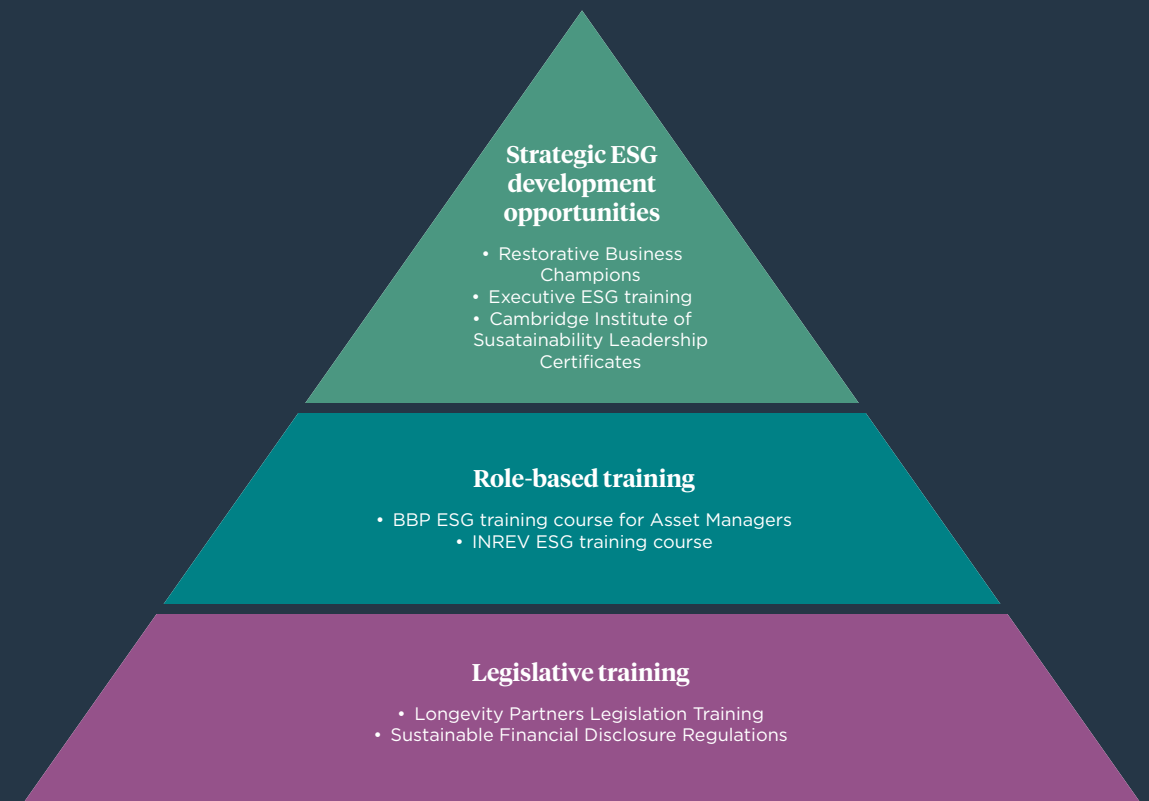 Strategic ESG
development
opportunities
• Restorative Business
Champions
• Executive ESG training
• Cambridge Institute of
Susatainability Leadership
Certificates
Role-based training
• BBP ESG training course for Asset Managers
• INREV ESG training course
Legislative training
• Longevity Partners Legislation Training
• Sustainable Financial Disclosure Regulations